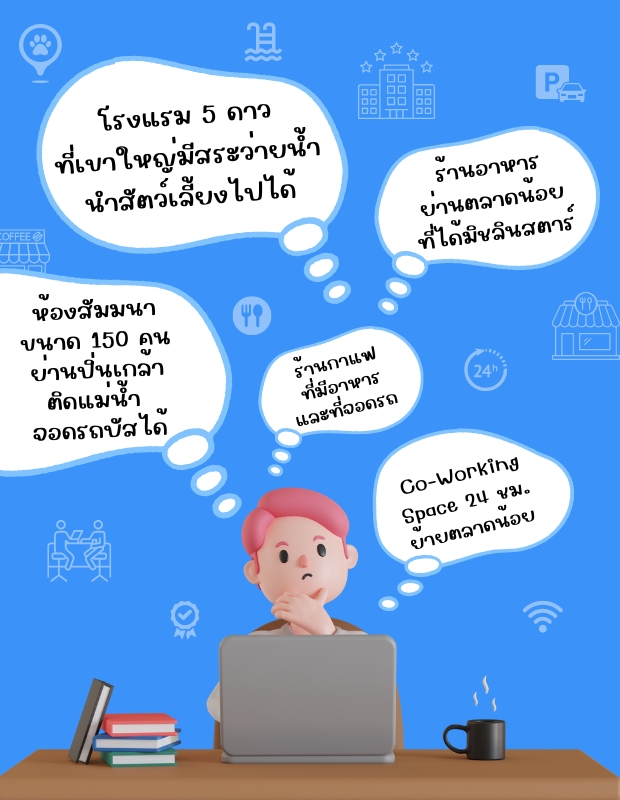 P
โรงแรม 5 ดาว
ที่เขาใหญ่มีสระว่ายน้ำ
นำสัตว์เลี้ยงไปได้
ร้านอาหาร
ย่านตลาดน้อย
ที่ได้มิชลินสตาร์
COFFEE
ห้องสัมมนา
ขนาด 150 คน
ย่านปิ่นเกล้า
ติดแม่น้ำ
จอดรถบัสได้
ร้านกาแฟ
ที่มีอาหาร
และที่จอดรถ
24h
Co-Working
Space 24 ชม.
ย้ายตลาดน้อย